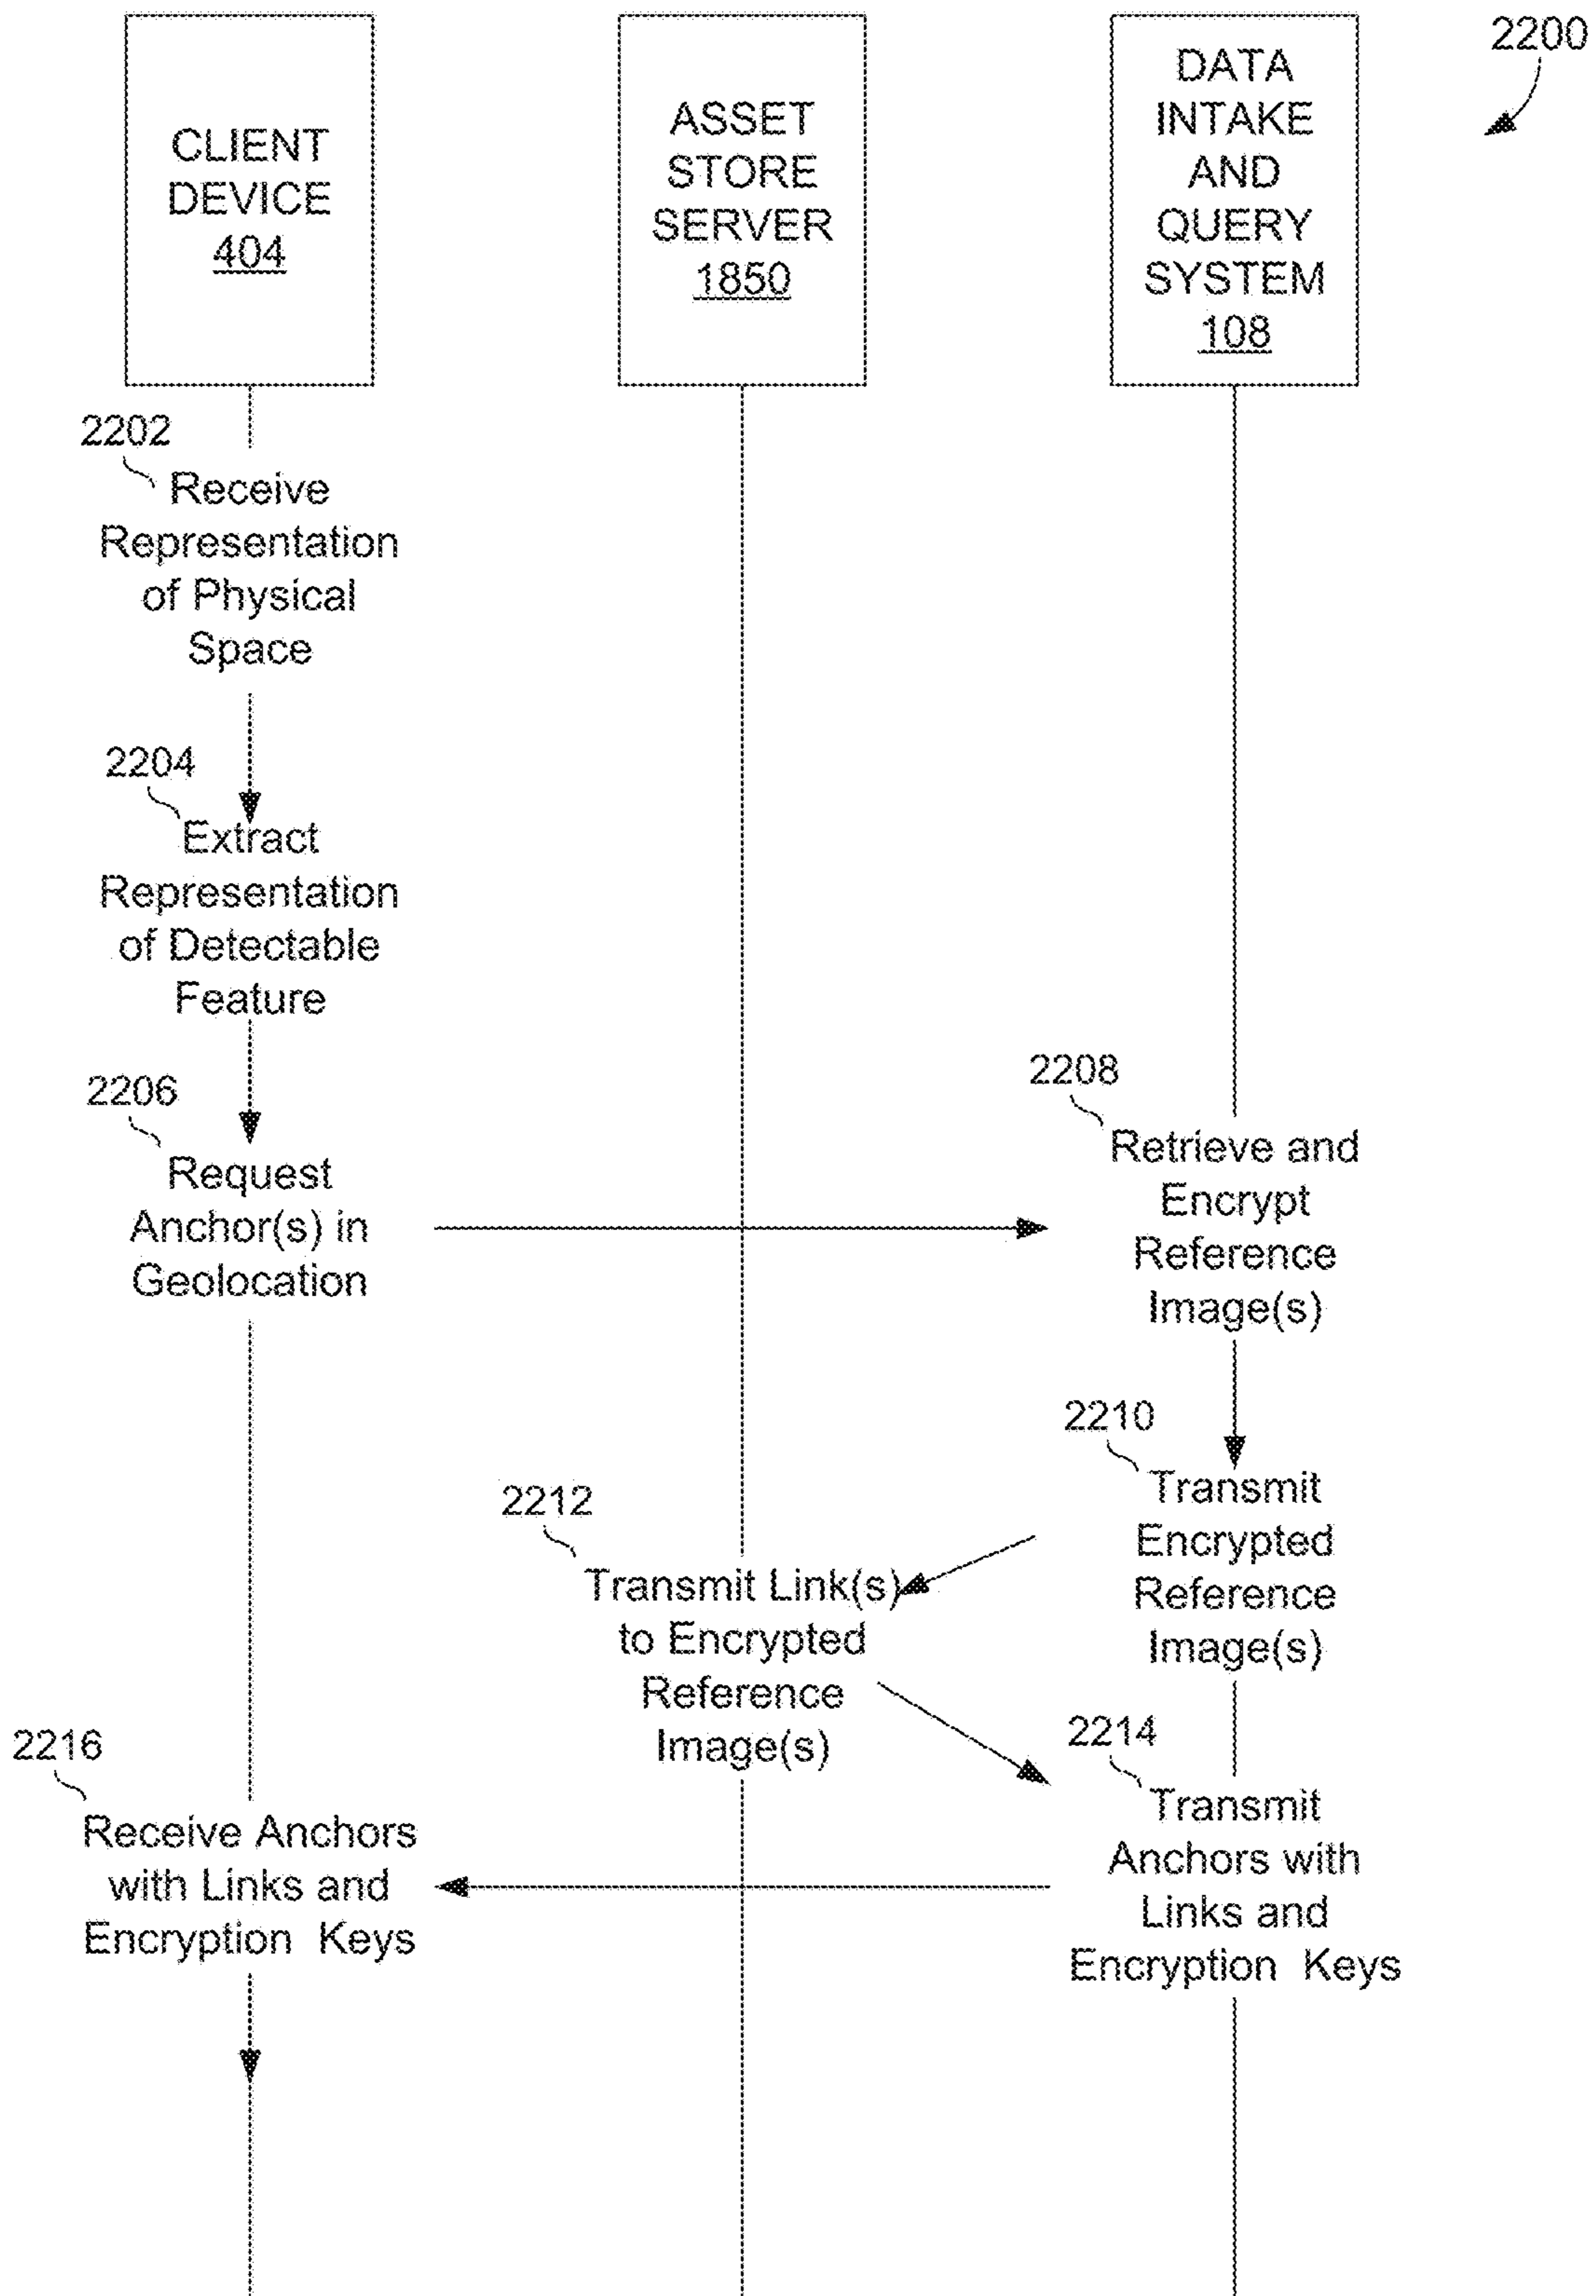 2200
CLIENT
DEVICE
404
ASSET
STORE
SERVER
1850
DATA
INTAKE
AND
QUERY
SYSTEM
108
2202
Receive
Representation
of Physical
Space
2204
Extract
Representation
of Detectable
Feature
2206
Request
Anchor(s) in
Geolocation
2208
Retrieve and
Encrypt
Reference
Image(s)
2210
Transmit
Encrypted
Reference
Image(s)
2212
Transmit Link(s)
to Encrypted
Reference
Image(s)
2214
Transmit
Anchors with
Links and
Encryption Keys
2216
Receive Anchors
with Links and
Encryption Keys